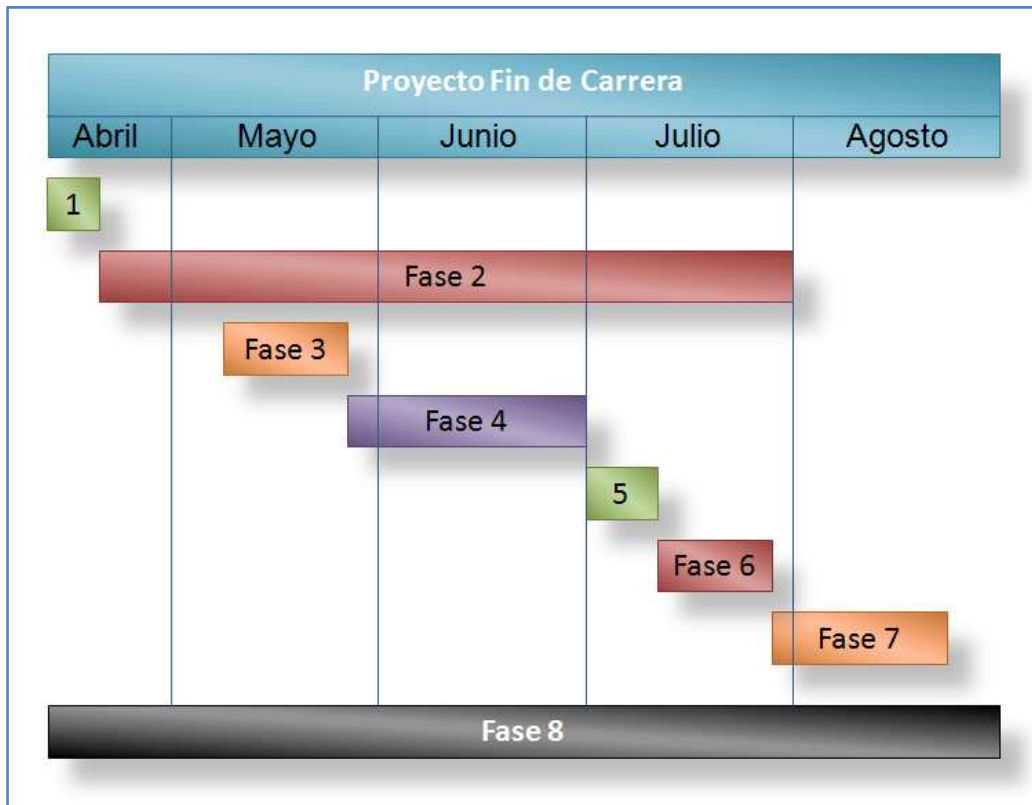 Proyecto Fin de Carrera
Abril Mayo Junio Julio Agosto
1
Fase 2
Fase 3
Fase 4
5
Fase 6
Fase 7
Fase 8